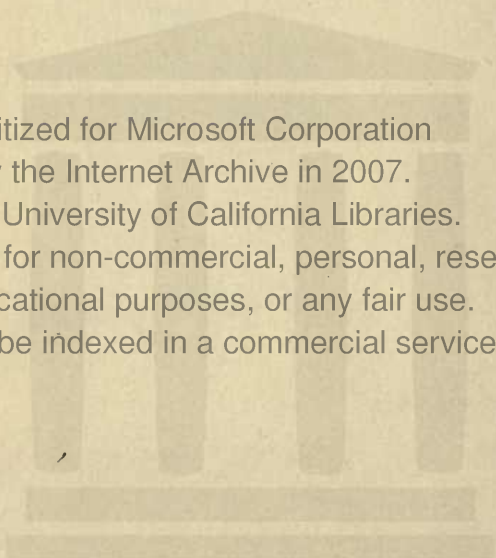 itized for Microsoft Corporation
the Internet Archive in 2007.
University of California Libraries.
for non-commercial, personal, rese
cational purposes, or any fair use.
be indexed in a commercial service